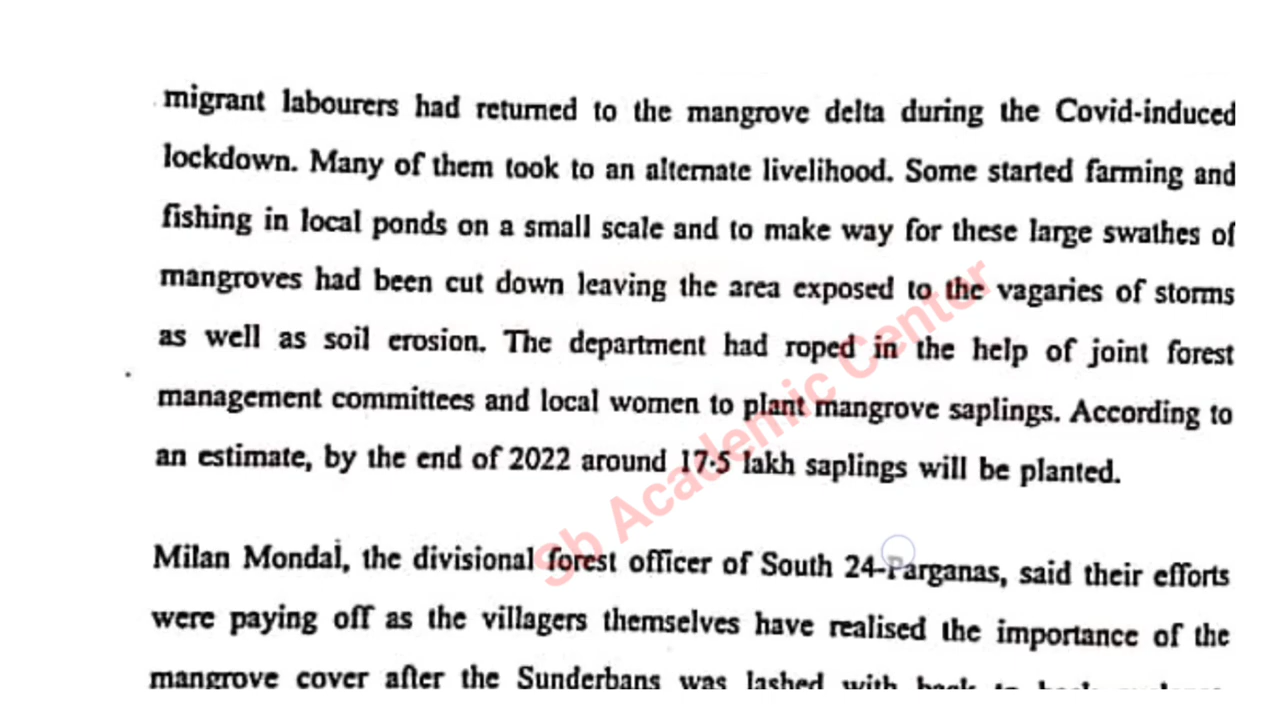 migrant labourers had returned to the mangrove delta during the Covid-induced
lockdown. Many of them took to an alternate livelihood. Some started farming and
fishing in local ponds on a small scale and to make way for these large swathes of
mangroves had been cut down leaving the area exposed to the vagaries of storms
as well as soil erosion. The department had roped in the help of joint forest
management committees and local women to plant mangrove saplings. According to
an estimate, by the end of 2022 around 17·5 lakh saplings will be planted.
Milan Mondal, the divisional forest officer of South 24-Parganas, said their efforts
were paying off as the villagers themselves have realised the importance of the
mangrove cover after the Sunderbans was lashed with
Sb Academic Center